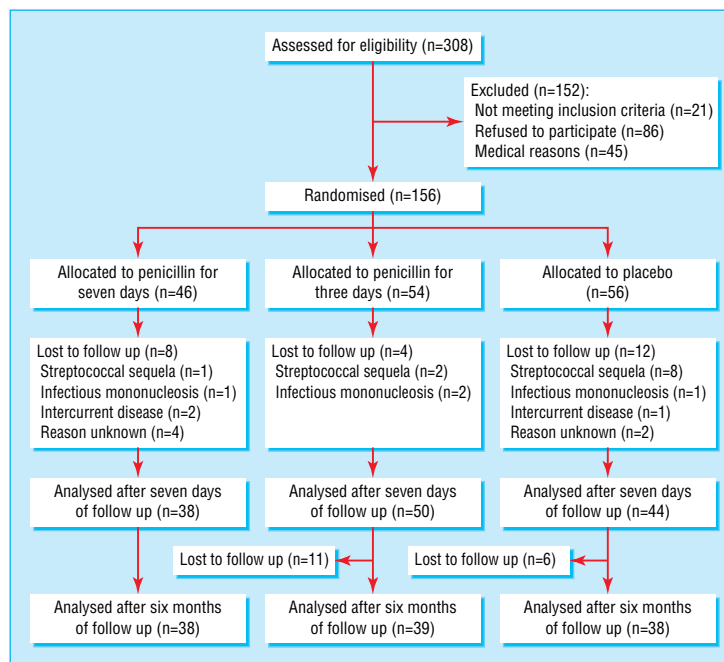 Assessed for eligibility (n=308)
Excluded (n=152):
Not meeting inclusion criteria (n=21)
Refused to participate (n=86)
Medical reasons (n=45)
Randomised (n=156)
Allocated to penicillin for
seven days (n=46)
Allocated to penicillin for
three days (n=54)
Allocated to placebo
(n=56)
Lost to follow up (n=8)
Streptococcal sequela (n=1)
Infectious mononucleosis (n=1)
Intercurrent disease (n=2)
Reason unknown (n=4)
Lost to follow up (n=4)
Streptococcal sequela (n=2)
Infectious mononucleosis (n=2)
Lost to follow up (n=12)
Streptococcal sequela (n=8)
Infectious mononucleosis (n=1)
Intercurrent disease (n=1)
Reason unknown (n=2)
Analysed after seven days
of follow up (n=38)
Analysed after seven days
of follow up (n=50)
Analysed after seven days
of follow up (n=44)
Lost to follow up (n=11)
Lost to follow up (n=6)
Analysed after six months
of follow up (n=38)
Analysed after six months
of follow up (n=39)
Analysed after six months
of follow up (n=38)